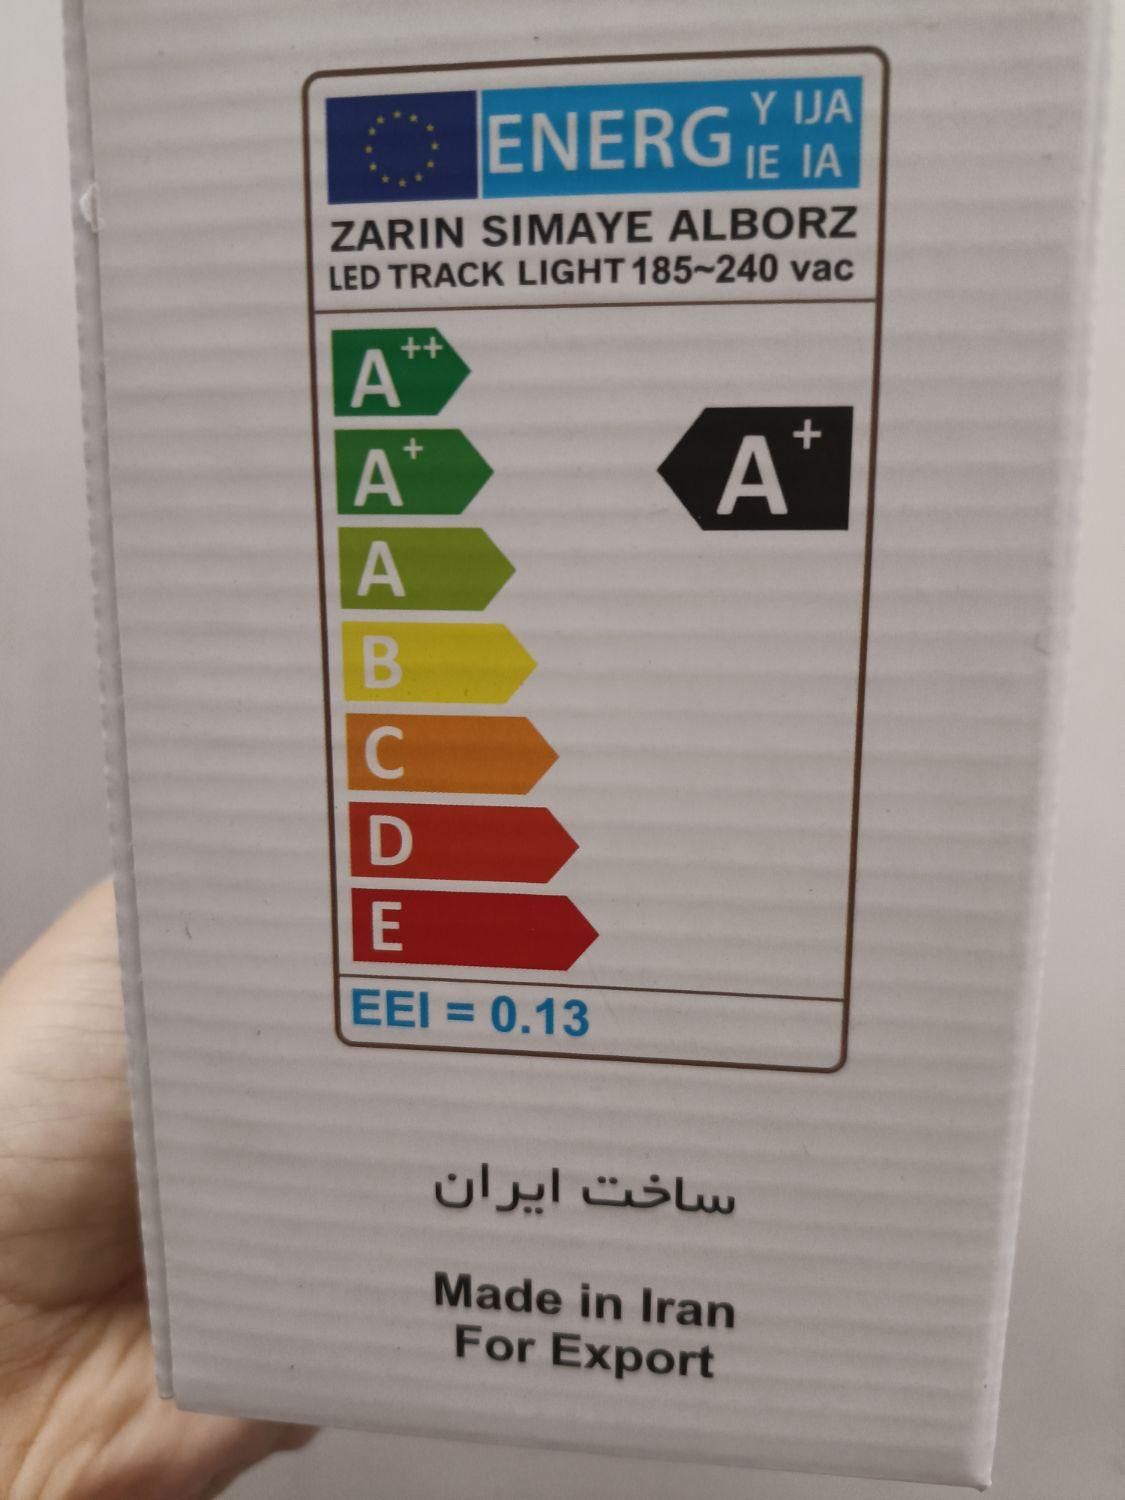 ENERG Y IJA
IE IA
ZARIN SIMAYE ALBORZ
LED TRACK LIGHT 185~240 vac
A++
A+
A+
A
B
C
D
E
EEI = 0.13
ساخت ایران
Made in Iran
For Export